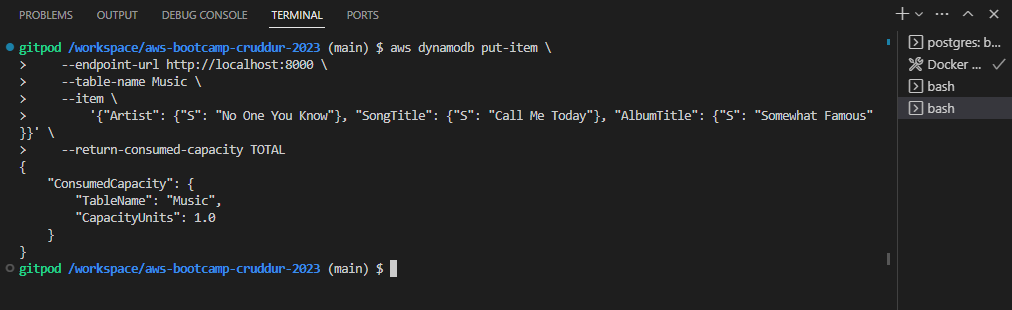 PROBLEMS OUTPUT DEBUG CONSOLE TERMINAL PORTS
gitpod /workspace/aws-bootcamp-cruddur-2023 (main) $ aws dynamodb put-item \
>     --endpoint-url http://localhost:8000 \
>     --table-name Music \
>     --item \
>         '{"Artist": {"S": "No One You Know"}, "SongTitle": {"S": "Call Me Today"}, "AlbumTitle": {"S": "Somewhat Famous"
}}' \
>     --return-consumed-capacity TOTAL
{
    "ConsumedCapacity": {
        "TableName": "Music",
        "CapacityUnits": 1.0
    }
}
gitpod /workspace/aws-bootcamp-cruddur-2023 (main) $
postgres: b...
Docker ...
bash
bash